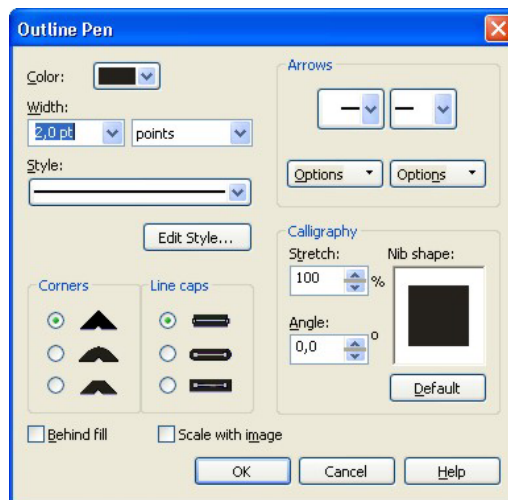 Outline Pen
Color:
Width:
2,0 pt
points
Style:
Edit Style...
Arrows
Options
Options
Corners
Line caps
Calligraphy
Stretch:
100
%
Nib shape:
Angle:
0,0
o
Default
Behind fill
Scale with image
OK
Cancel
Help